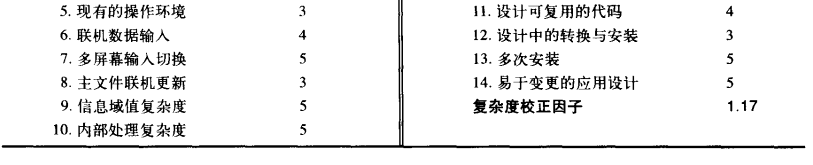 5. 现有的操作环境 3
6. 联机数据输入 4
7. 多屏幕输入切换 5
8. 主文件联机更新 3
9. 信息域值复杂度 5
10. 内部处理复杂度 5
11. 设计可复用的代码 4
12. 设计中的转换与安装 3
13. 多次安装 5
14. 易于变更的应用设计 5
复杂度校正因子 1.17